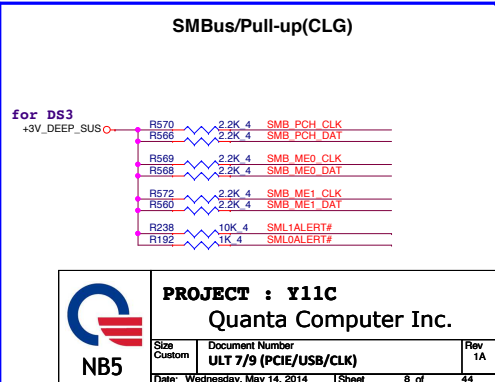 SMBus/Pull-up(CLG)
for DS3
+3V_DEEP_SUS
R570 2.2K_4 SMB_PCH_CLK
R566 2.2K_4 SMB_PCH_DAT
R569 2.2K_4 SMB_ME0_CLK
R568 2.2K_4 SMB_ME0_DAT
R572 2.2K_4 SMB_ME1_CLK
R560 2.2K_4 SMB_ME1_DAT
R238 10K_4 SML1ALERT#
R192 1K_4 SML0ALERT#
NB5
PROJECT : Y11C
Quanta Computer Inc.
Size Document Number Rev
Custom ULT 7/9 (PCIE/USB/CLK) 1A
Date: Wednesday, May 14, 2014 Sheet 8 of 44